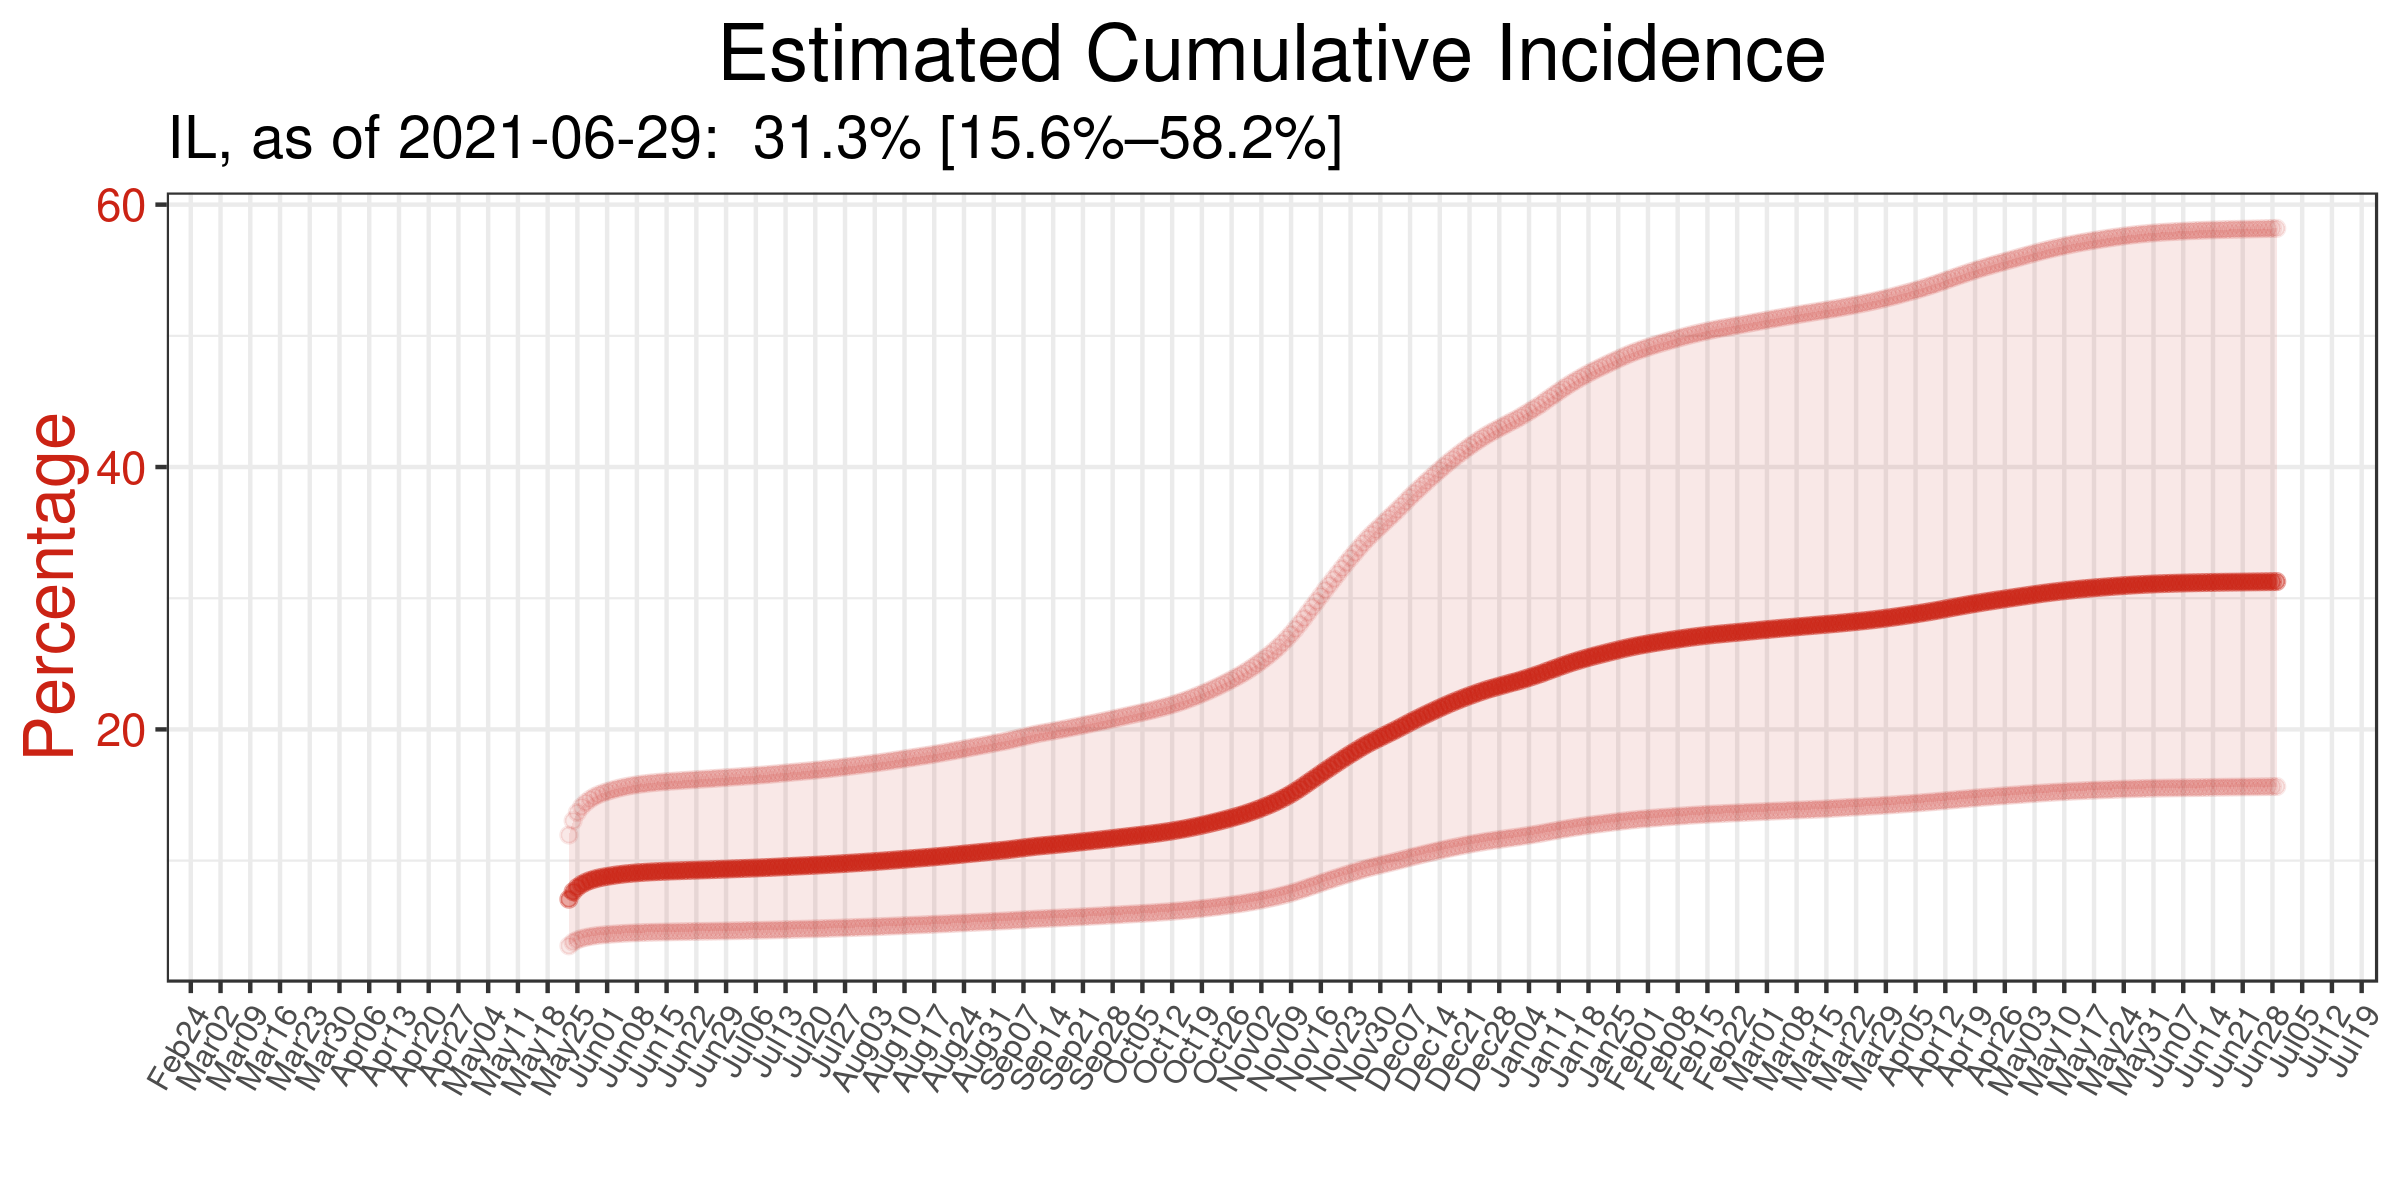 Estimated Cumulative Incidence
IL, as of 2021-06-29:  31.3% [15.6%–58.2%]
Percentage
60
40
20
Feb24
Mar02
Mar09
Mar16
Mar23
Mar30
Apr06
Apr13
Apr20
Apr27
May04
May11
May18
May25
Jun01
Jun08
Jun15
Jun22
Jun29
Jul06
Jul13
Jul20
Jul27
Aug03
Aug10
Aug17
Aug24
Aug31
Sep07
Sep14
Sep21
Sep28
Oct05
Oct12
Oct19
Oct26
Nov02
Nov09
Nov16
Nov23
Nov30
Dec07
Dec14
Dec21
Dec28
Jan04
Jan11
Jan18
Jan25
Feb01
Feb08
Feb15
Feb22
Mar01
Mar08
Mar15
Mar22
Mar29
Apr05
Apr12
Apr19
Apr26
May03
May10
May17
May24
May31
Jun07
Jun14
Jun21
Jun28
Jul05
Jul12
Jul19